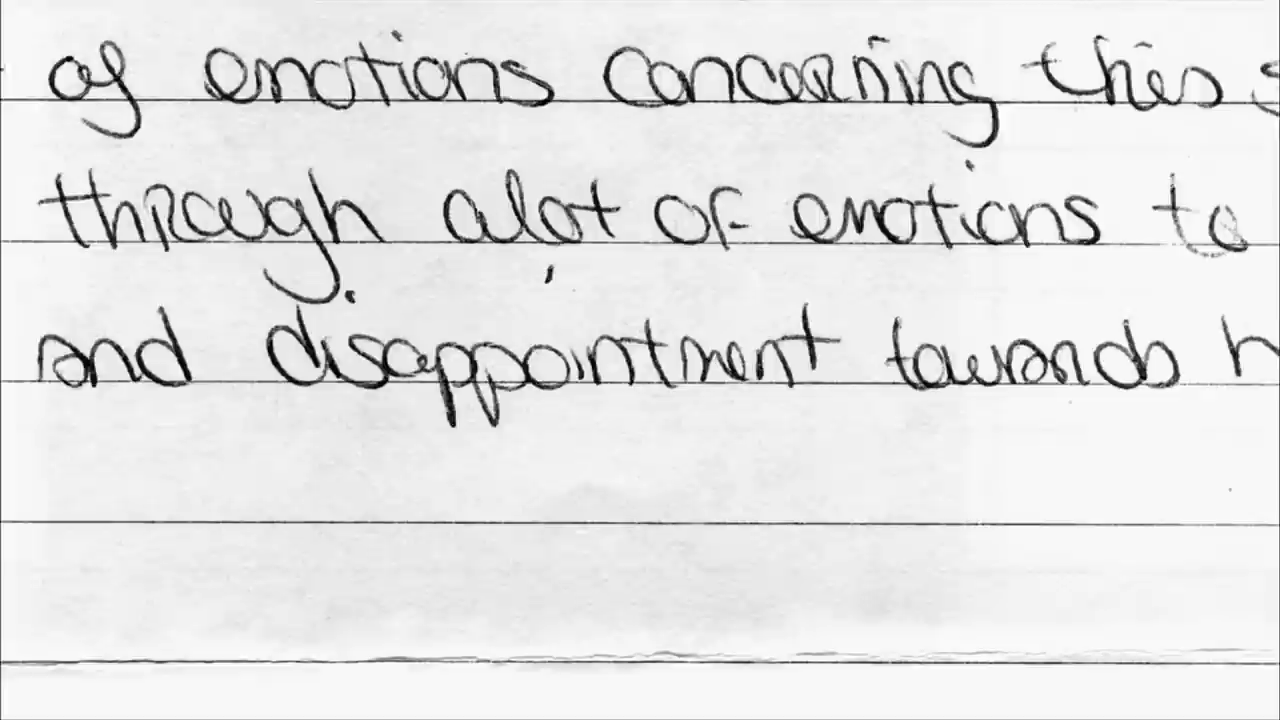 of emotions concerning this
through alot of emotions to
and disappointment towards